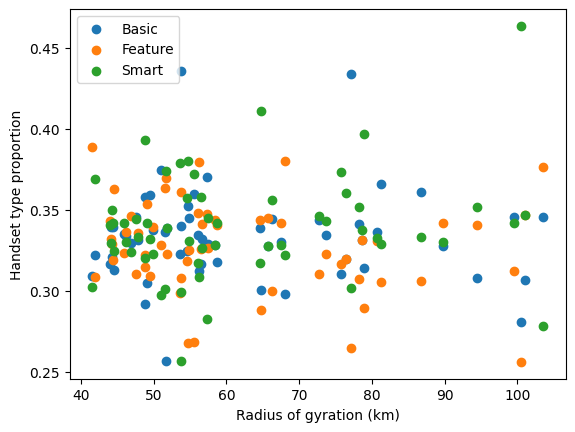 Basic
Feature
Smart
0.45
0.40
0.35
0.30
0.25
Handset type proportion
40 50 60 70 80 90 100
Radius of gyration (km)